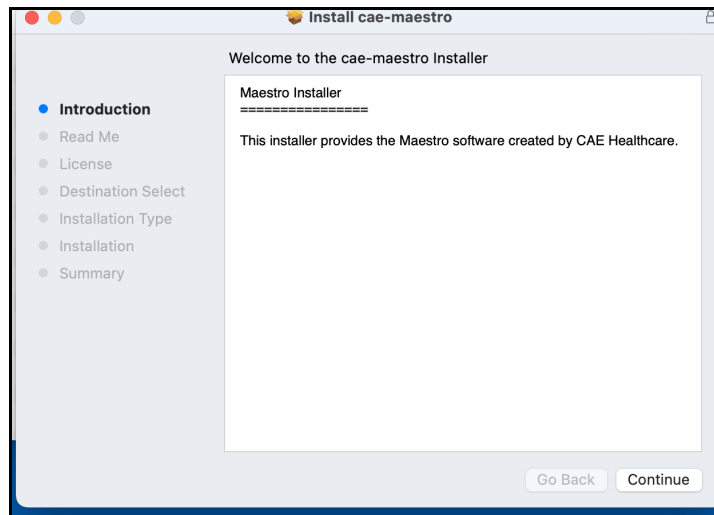 Install cae-maestro
Welcome to the cae-maestro Installer
Introduction
Read Me
License
Destination Select
Installation Type
Installation
Summary
Maestro Installer
================
This installer provides the Maestro software created by CAE Healthcare.
Go Back
Continue